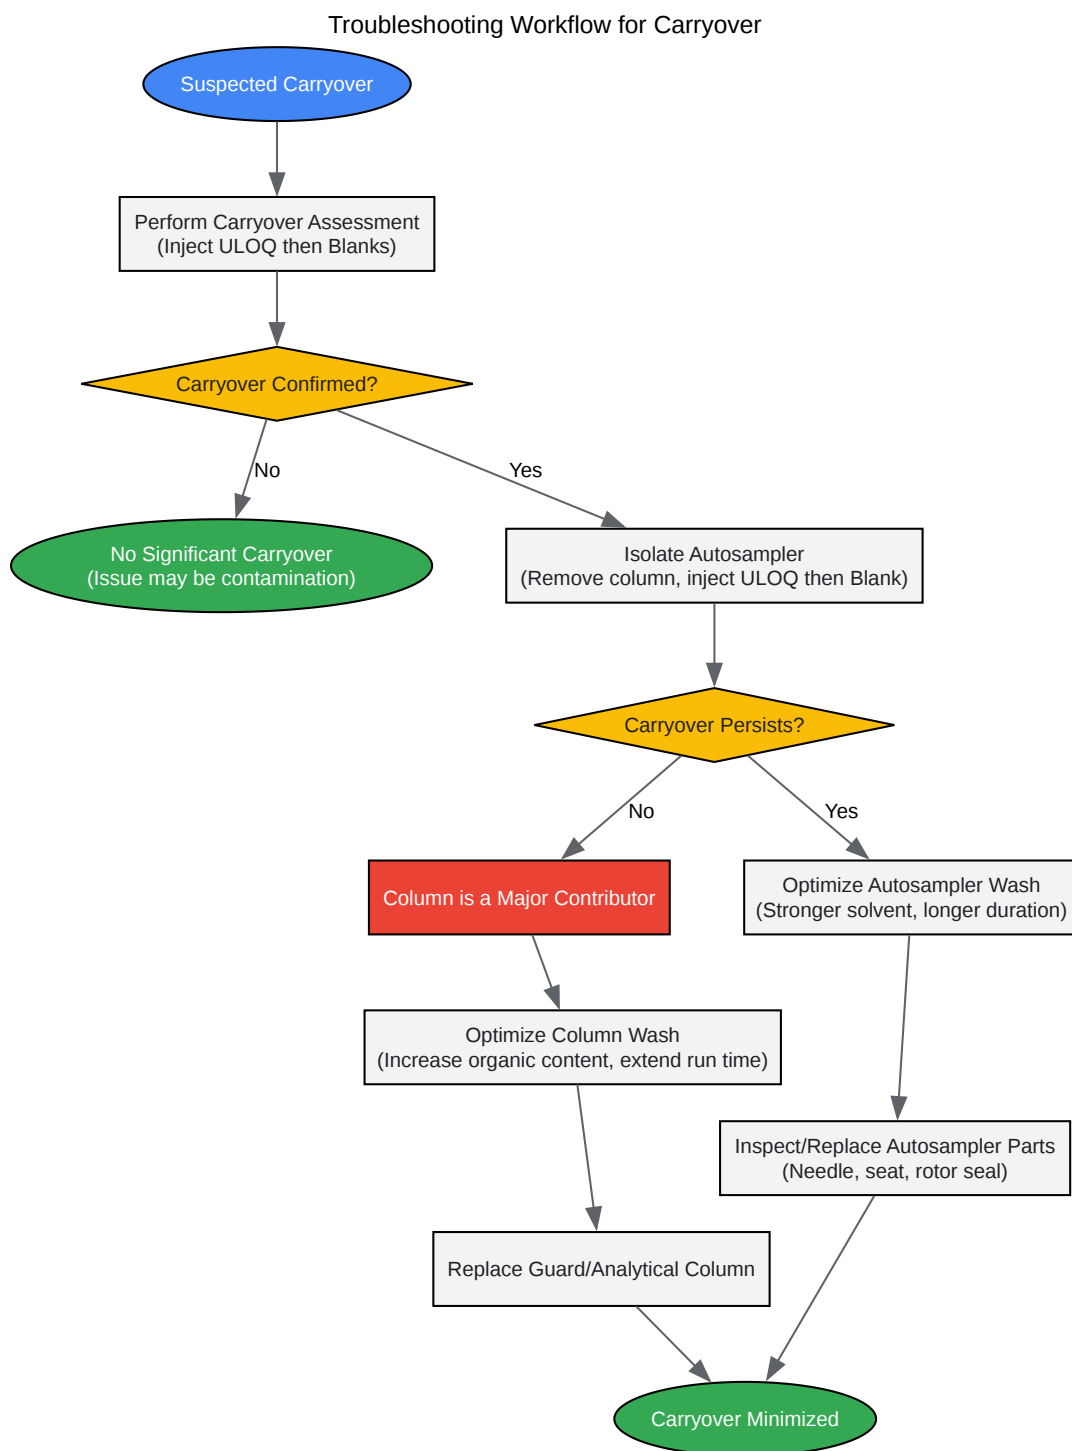 Troubleshooting Workflow for Carryover
Suspected Carryover
Perform Carryover Assessment
(Inject ULOQ then Blanks)
Carryover Confirmed?
No
Yes
No Significant Carryover
(Issue may be contamination)
Isolate Autosampler
(Remove column, inject ULOQ then Blank)
Carryover Persists?
No
Yes
Column is a Major Contributor
Optimize Autosampler Wash
(Stronger solvent, longer duration)
Optimize Column Wash
(Increase organic content, extend run time)
Inspect/Replace Autosampler Parts
(Needle, seat, rotor seal)
Replace Guard/Analytical Column
Carryover Minimized